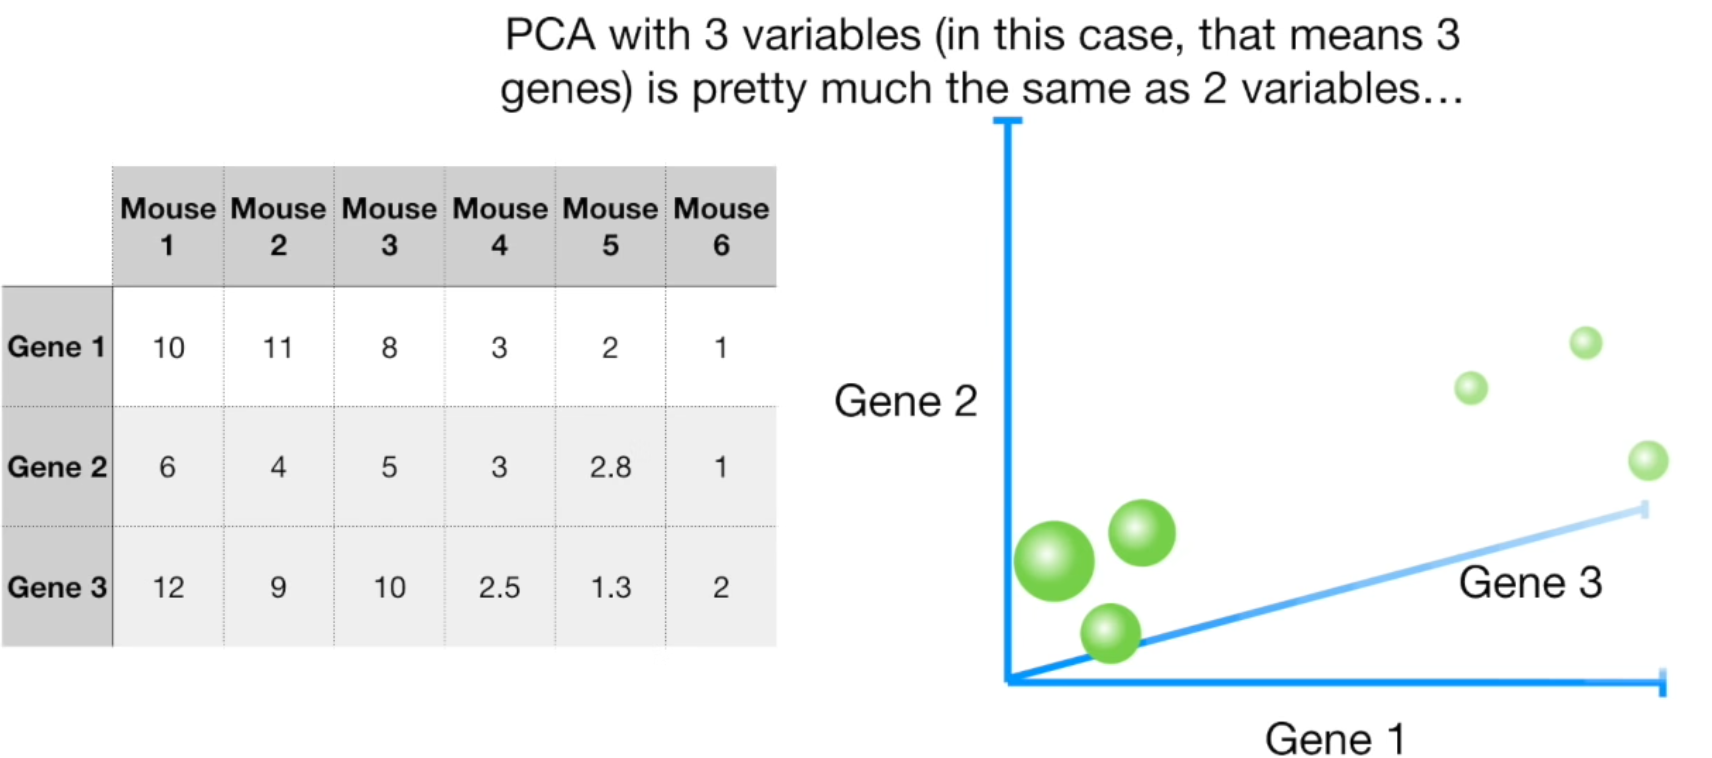 PCA with 3 variables (in this case, that means 3
genes) is pretty much the same as 2 variables…
Mouse 1 Mouse 2 Mouse 3 Mouse 4 Mouse 5 Mouse 6
Gene 1 10 11 8 3 2 1
Gene 2 6 4 5 3 2.8 1
Gene 3 12 9 10 2.5 1.3 2
Gene 2
Gene 3
Gene 1